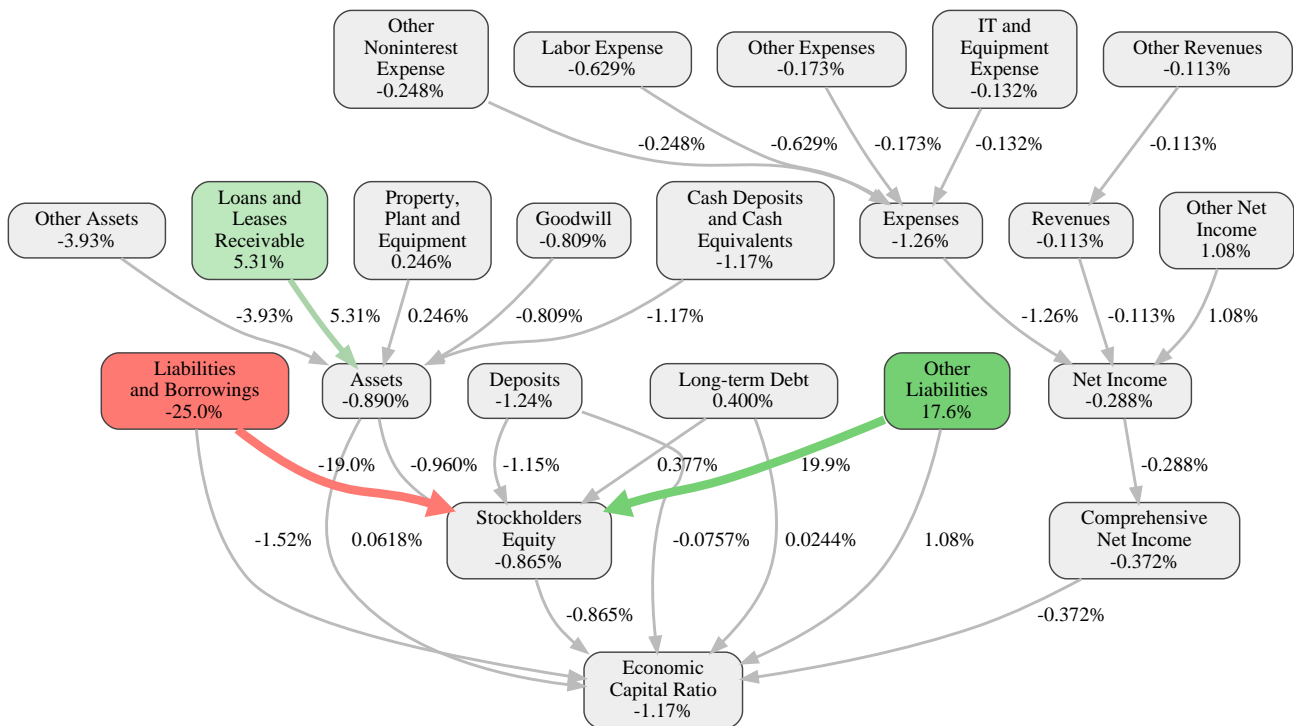 Other
Noninterest
Expense
-0.248%
Labor Expense
-0.629%
Other Expenses
-0.173%
IT and
Equipment
Expense
-0.132%
Other Revenues
-0.113%
-0.248%
-0.629%
-0.173%
-0.132%
-0.113%
Other Assets
-3.93%
Loans and
Leases
Receivable
5.31%
Property,
Plant and
Equipment
0.246%
Goodwill
-0.809%
Cash Deposits
and Cash
Equivalents
-1.17%
Expenses
-1.26%
Revenues
-0.113%
Other Net
Income
1.08%
-3.93%
5.31%
0.246%
-0.809%
-1.17%
-1.26%
-0.113%
1.08%
Liabilities
and Borrowings
-25.0%
Assets
-0.890%
Deposits
-1.24%
Long-term Debt
0.400%
Other
Liabilities
17.6%
Net Income
-0.288%
-19.0%
-0.960%
-1.15%
0.377%
19.9%
-0.288%
Stockholders
Equity
-0.865%
Comprehensive
Net Income
-0.372%
-1.52%
0.0618%
-0.0757%
0.0244%
1.08%
-0.865%
-0.372%
Economic
Capital Ratio
-1.17%